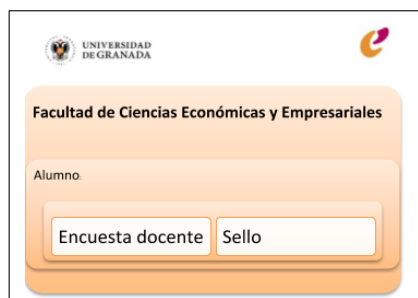 UNIVERSIDAD
DE GRANADA
Facultad de Ciencias Económicas y Empresariales
Alumno.
Encuesta docente
Sello